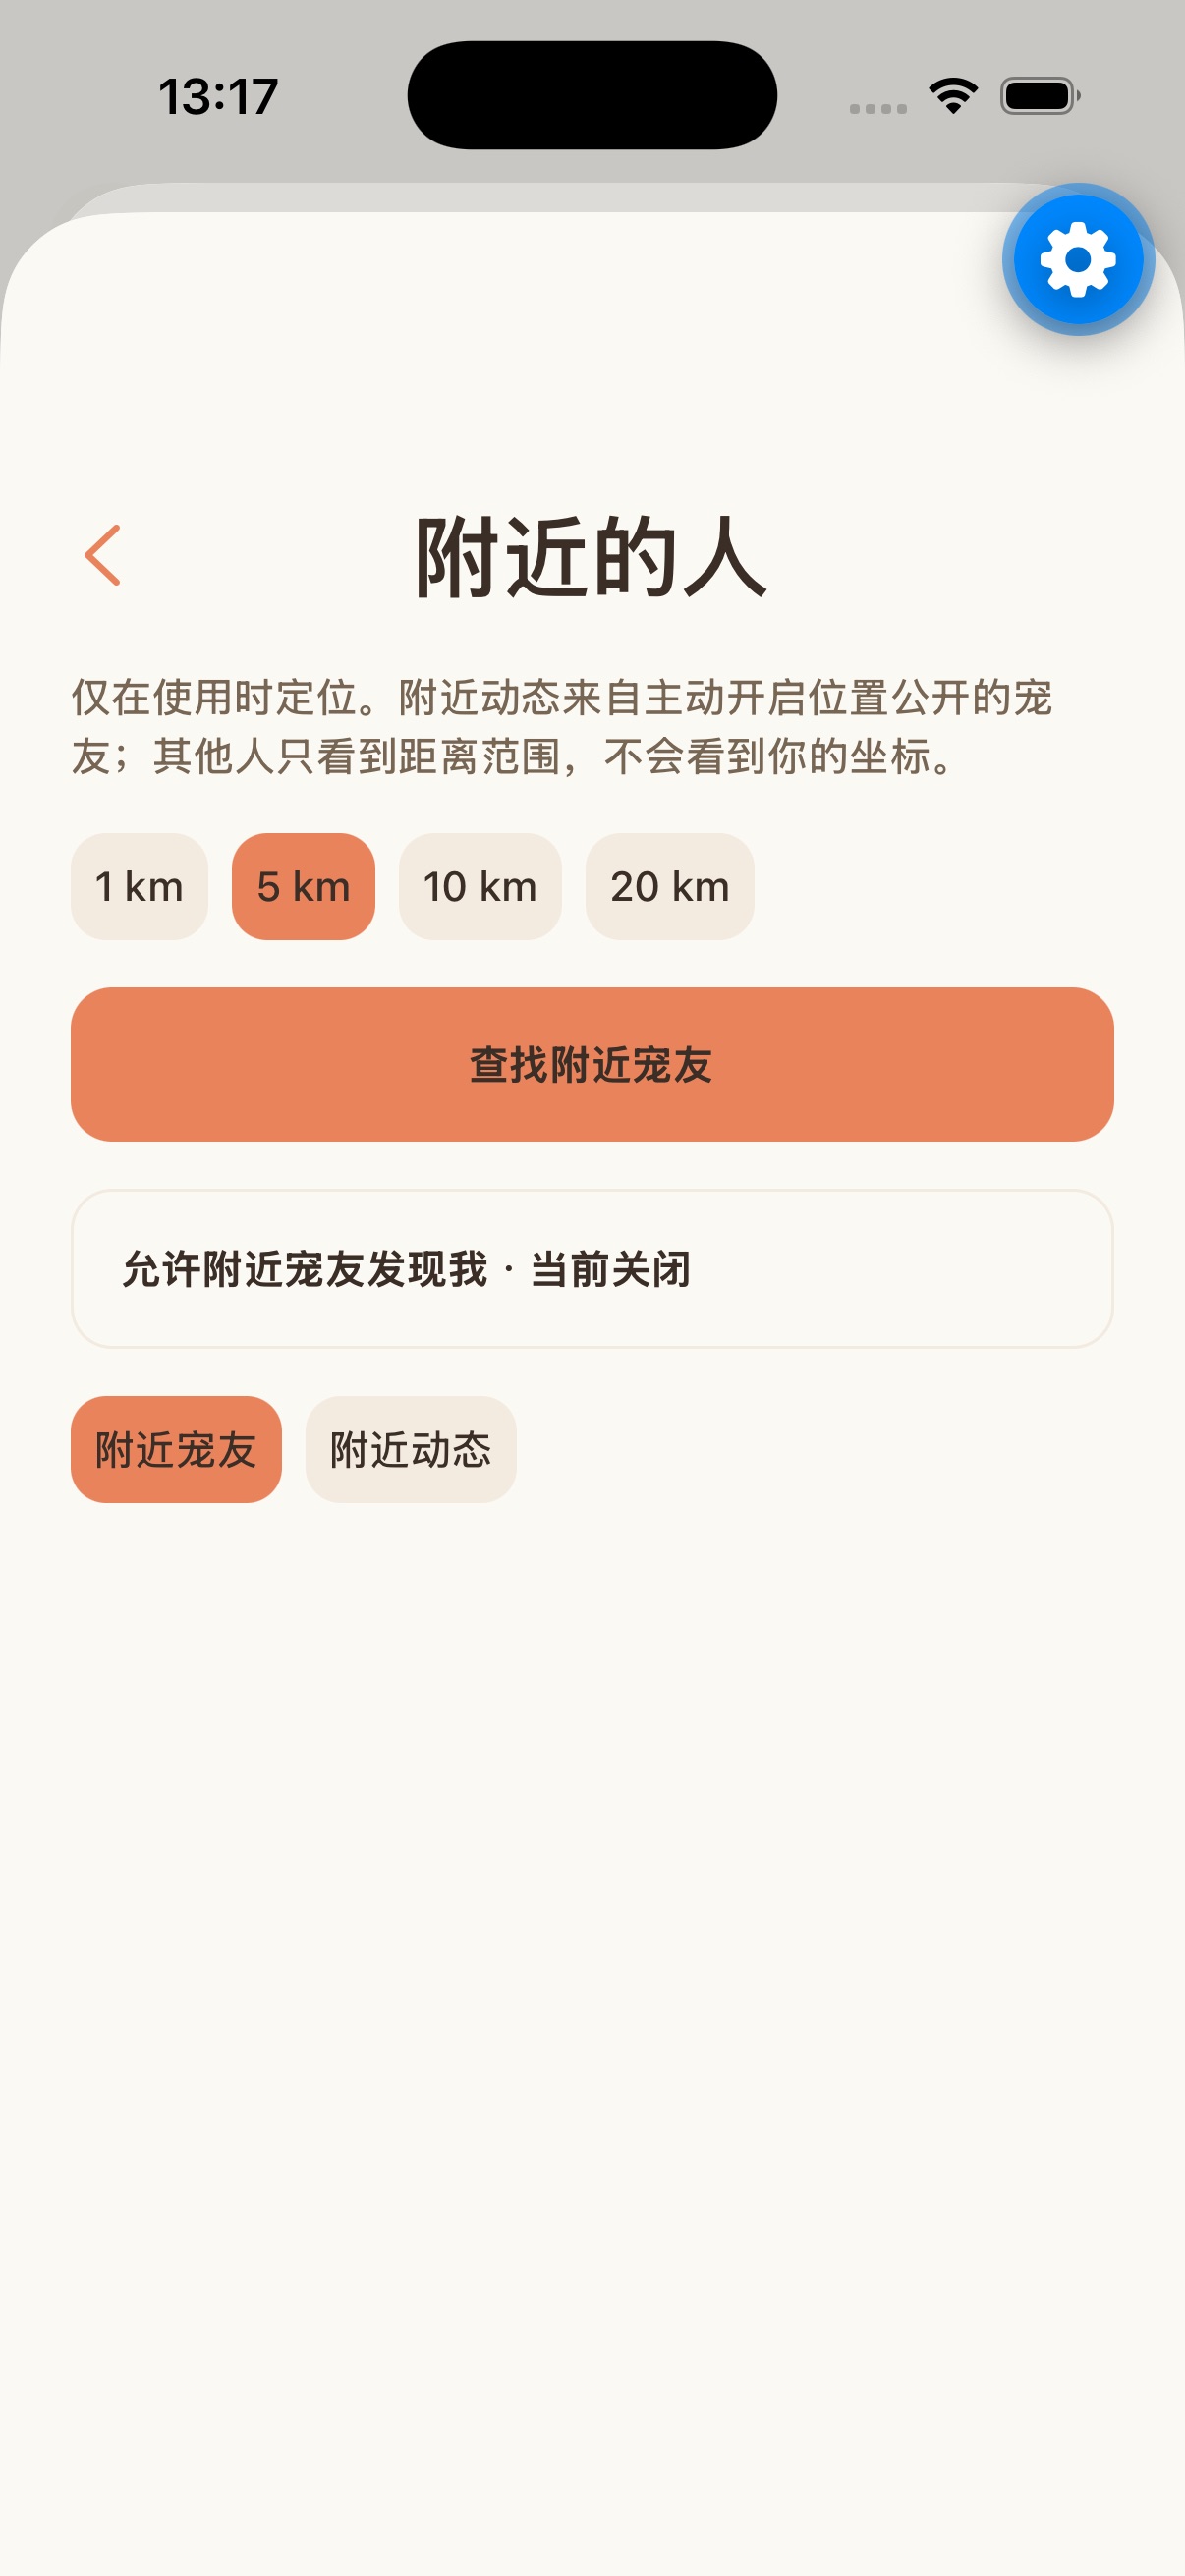 13:17
附近的人
仅在使用时定位。附近动态来自主动开启位置公开的宠
友；其他人只看到距离范围，不会看到你的坐标。
1 km 5 km 10 km 20 km
查找附近宠友
允许附近宠友发现我 · 当前关闭
附近宠友 附近动态